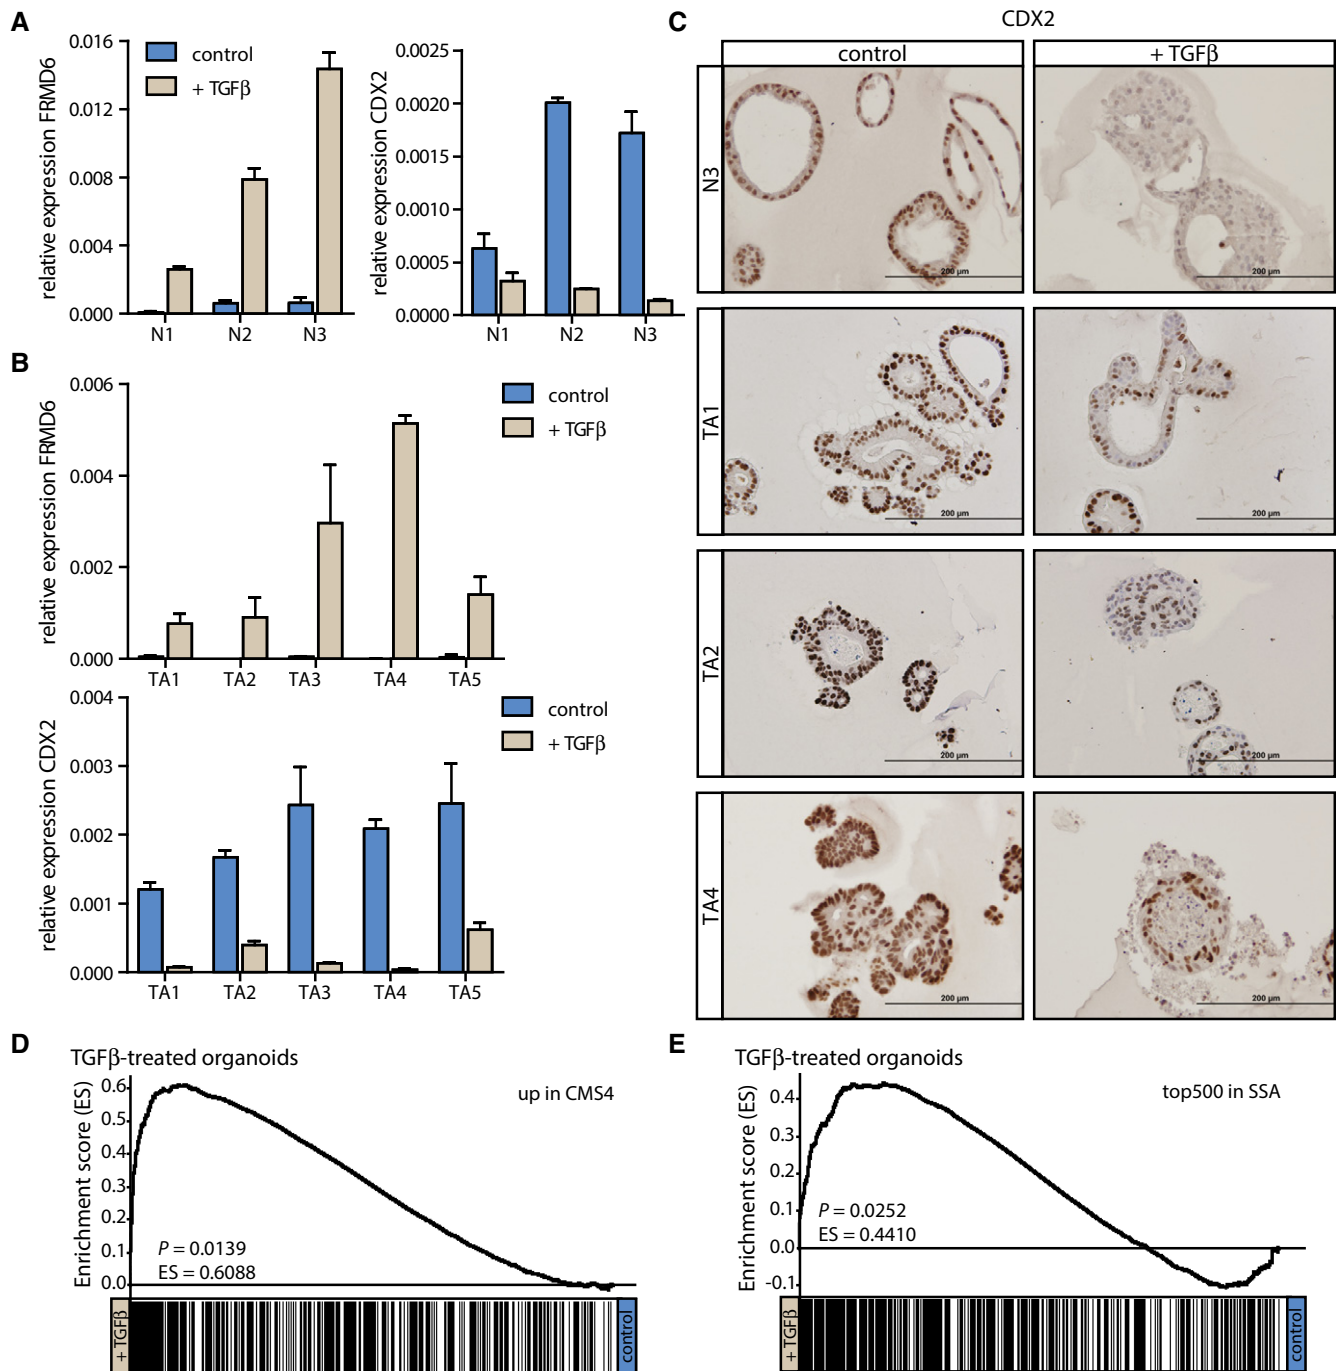 A
relative expression FRMD6
0.016
0.012
0.008
0.004
0.000
control
+ TGFβ
N1 N2 N3
relative expression CDX2
0.0025
0.0020
0.0015
0.0010
0.0005
0.0000
N1 N2 N3
B
relative expression FRMD6
0.006
0.004
0.002
0.000
control
+ TGFβ
TA1 TA2 TA3 TA4 TA5
relative expression CDX2
0.004
0.003
0.002
0.001
0.000
control
+ TGFβ
TA1 TA2 TA3 TA4 TA5
C
CDX2
control
+ TGFβ
N3
200 µm
200 µm
TA1
200 µm
200 µm
TA2
200 µm
200 µm
TA4
200 µm
200 µm
D
TGFβ-treated organoids
up in CMS4
Enrichment score (ES)
0.6
0.5
0.4
0.3
0.2
0.1
0.0
P = 0.0139
ES = 0.6088
+ TGFβ
control
E
TGFβ-treated organoids
top500 in SSA
Enrichment score (ES)
0.4
0.3
0.2
0.1
0.0
-0.1
P = 0.0252
ES = 0.4410
+ TGFβ
control